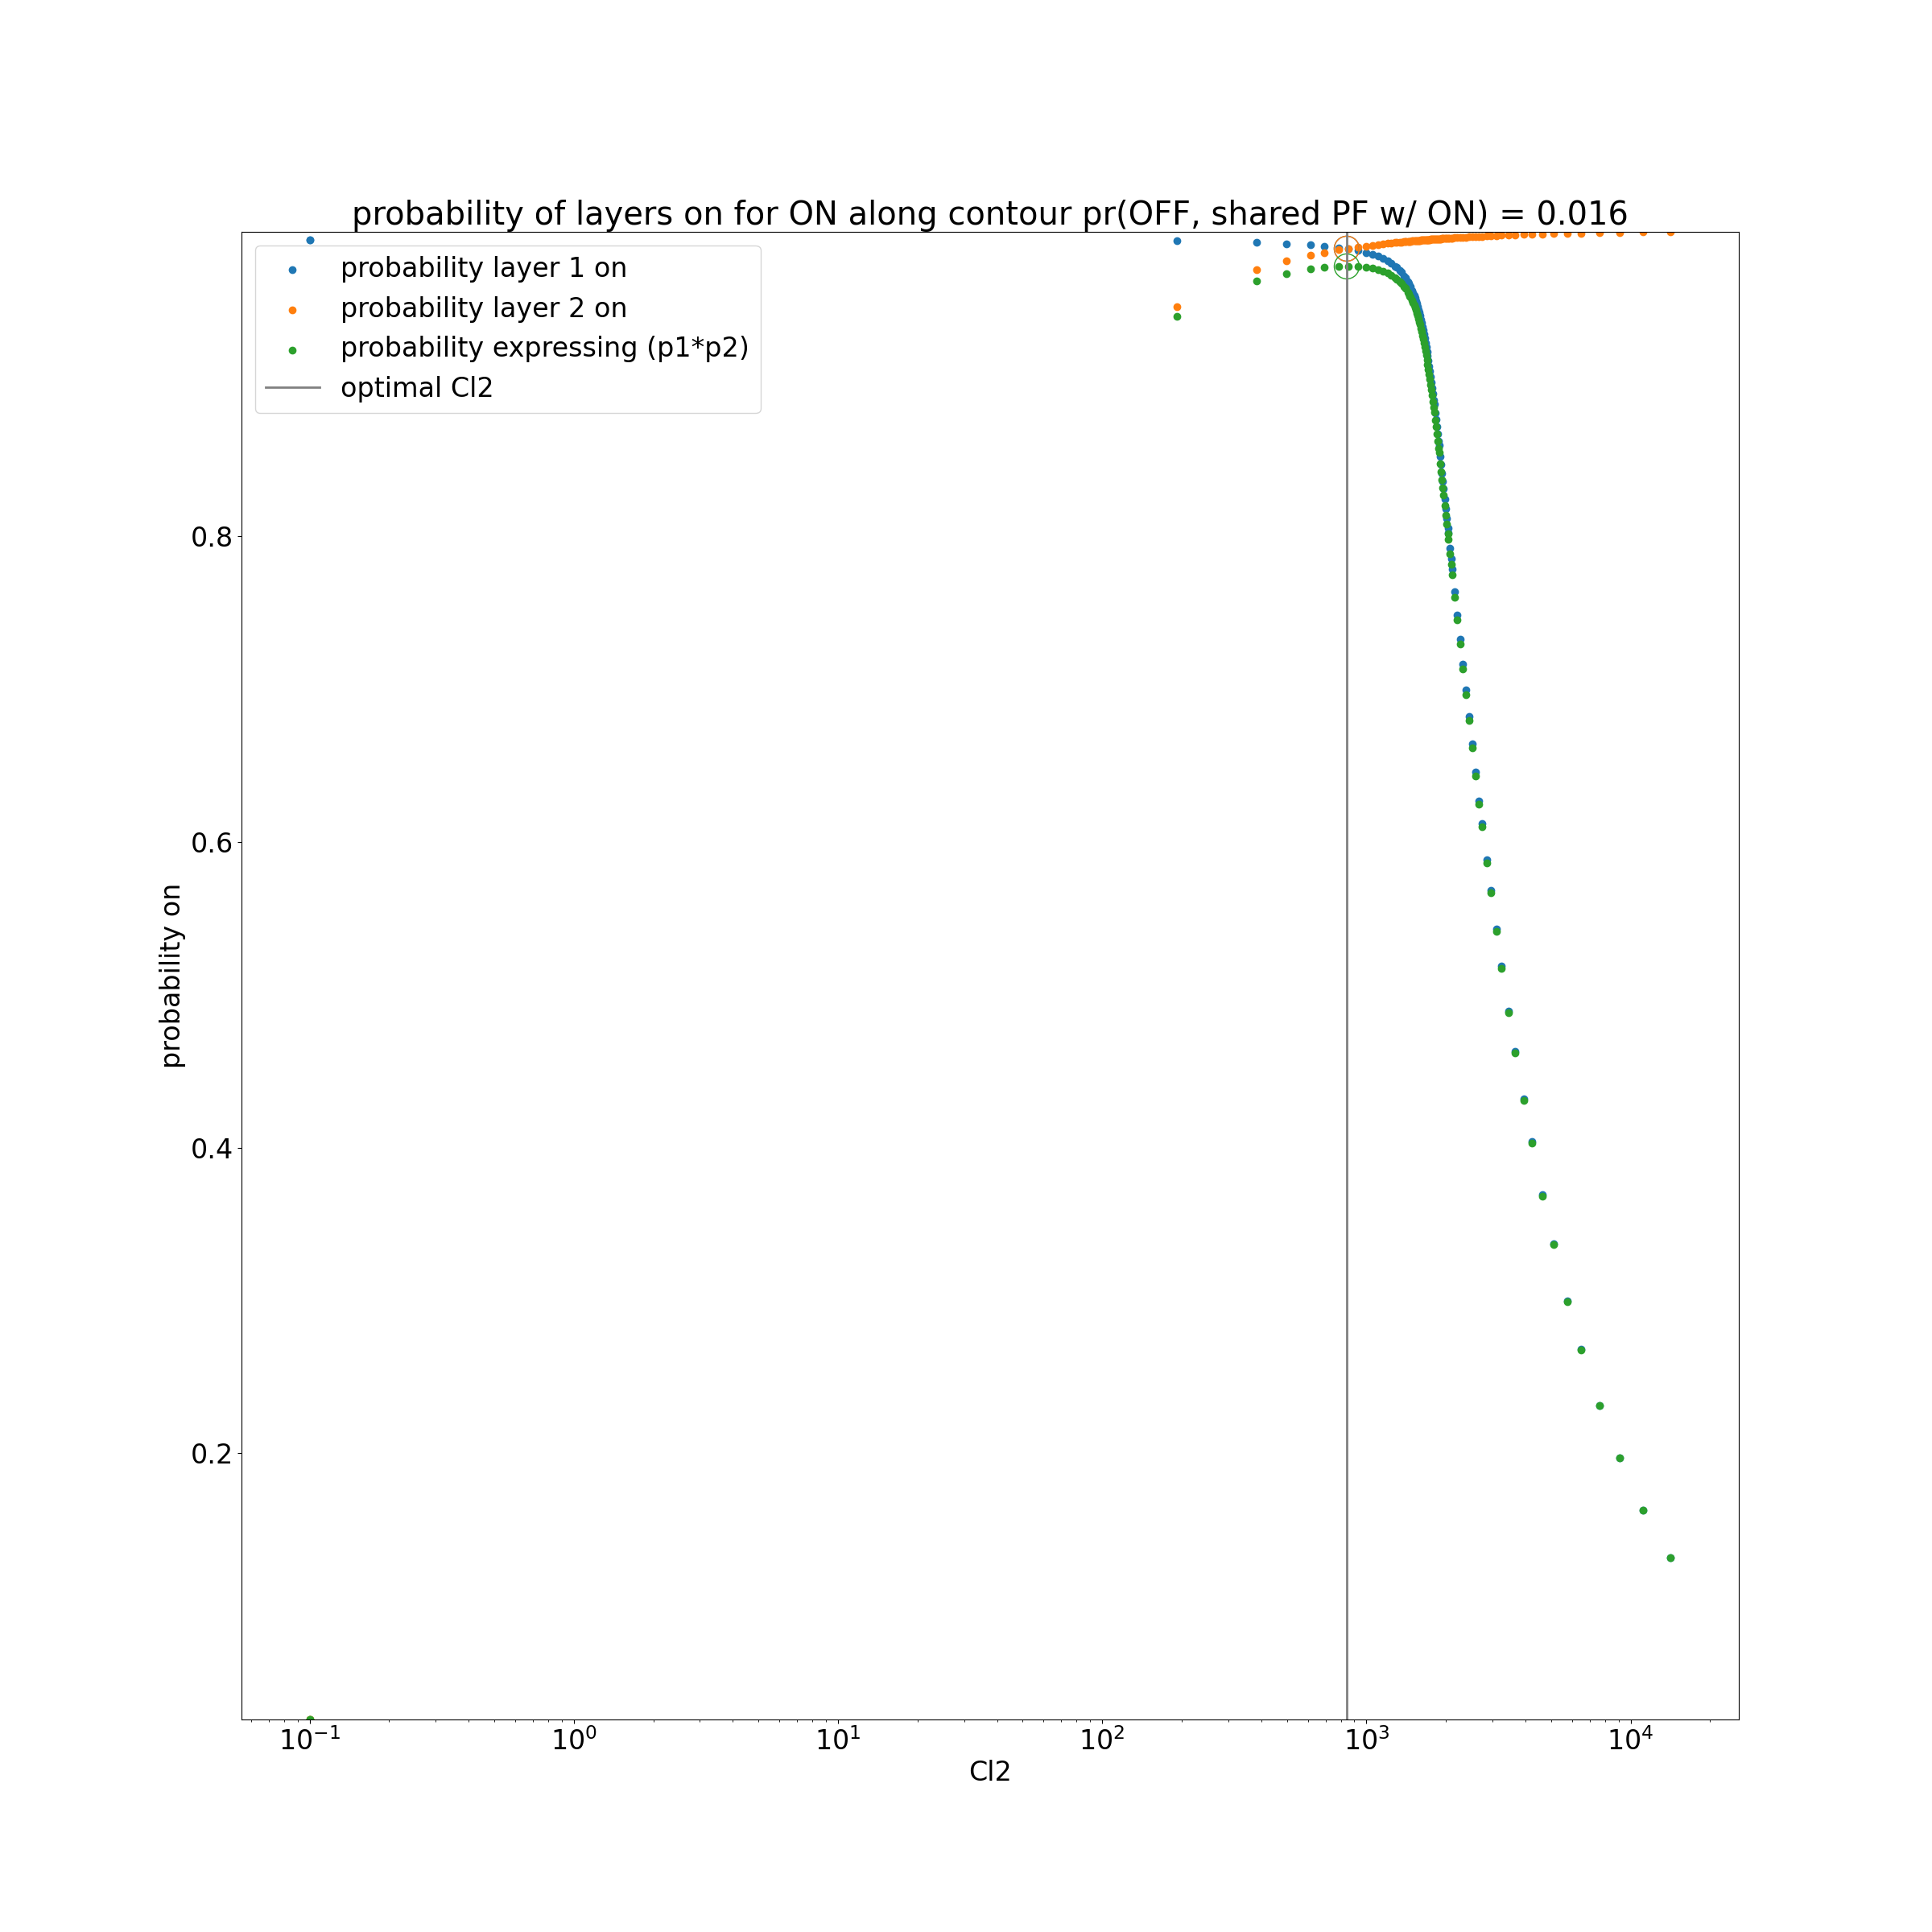 probability of layers on for ON along contour pr(OFF, shared PF w/ ON) = 0.016
probability layer 1 on
probability layer 2 on
probability expressing (p1*p2)
optimal Cl2
probability on
0.8
0.6
0.4
0.2
10⁻¹ 10⁰ 10¹ 10² 10³ 10⁴
Cl2